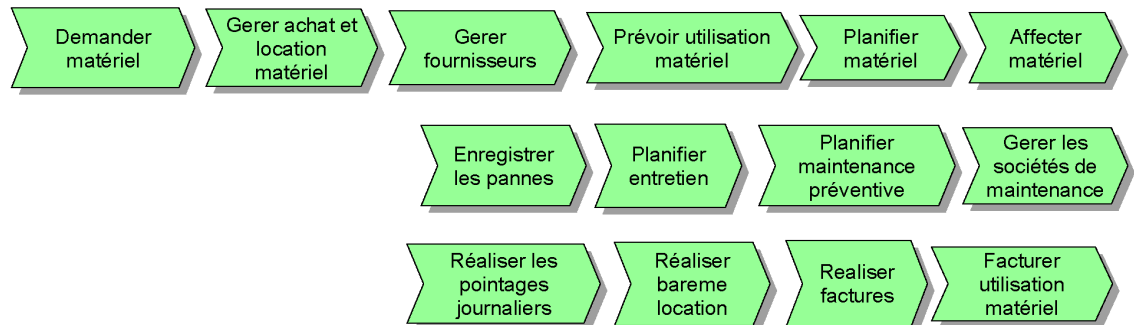 Demander
matériel
Gerer achat et
location
matériel
Gerer
fournisseurs
Prévoir utilisation
matériel
Planifier
matériel
Affecter
matériel
Enregistrer
les pannes
Planifier
entretien
Planifier
maintenance
préventive
Gerer les
sociétés de
maintenance
Réaliser les
pointages
journaliers
Réaliser
bareme
location
Realiser
factures
Facturer
utilisation
matériel